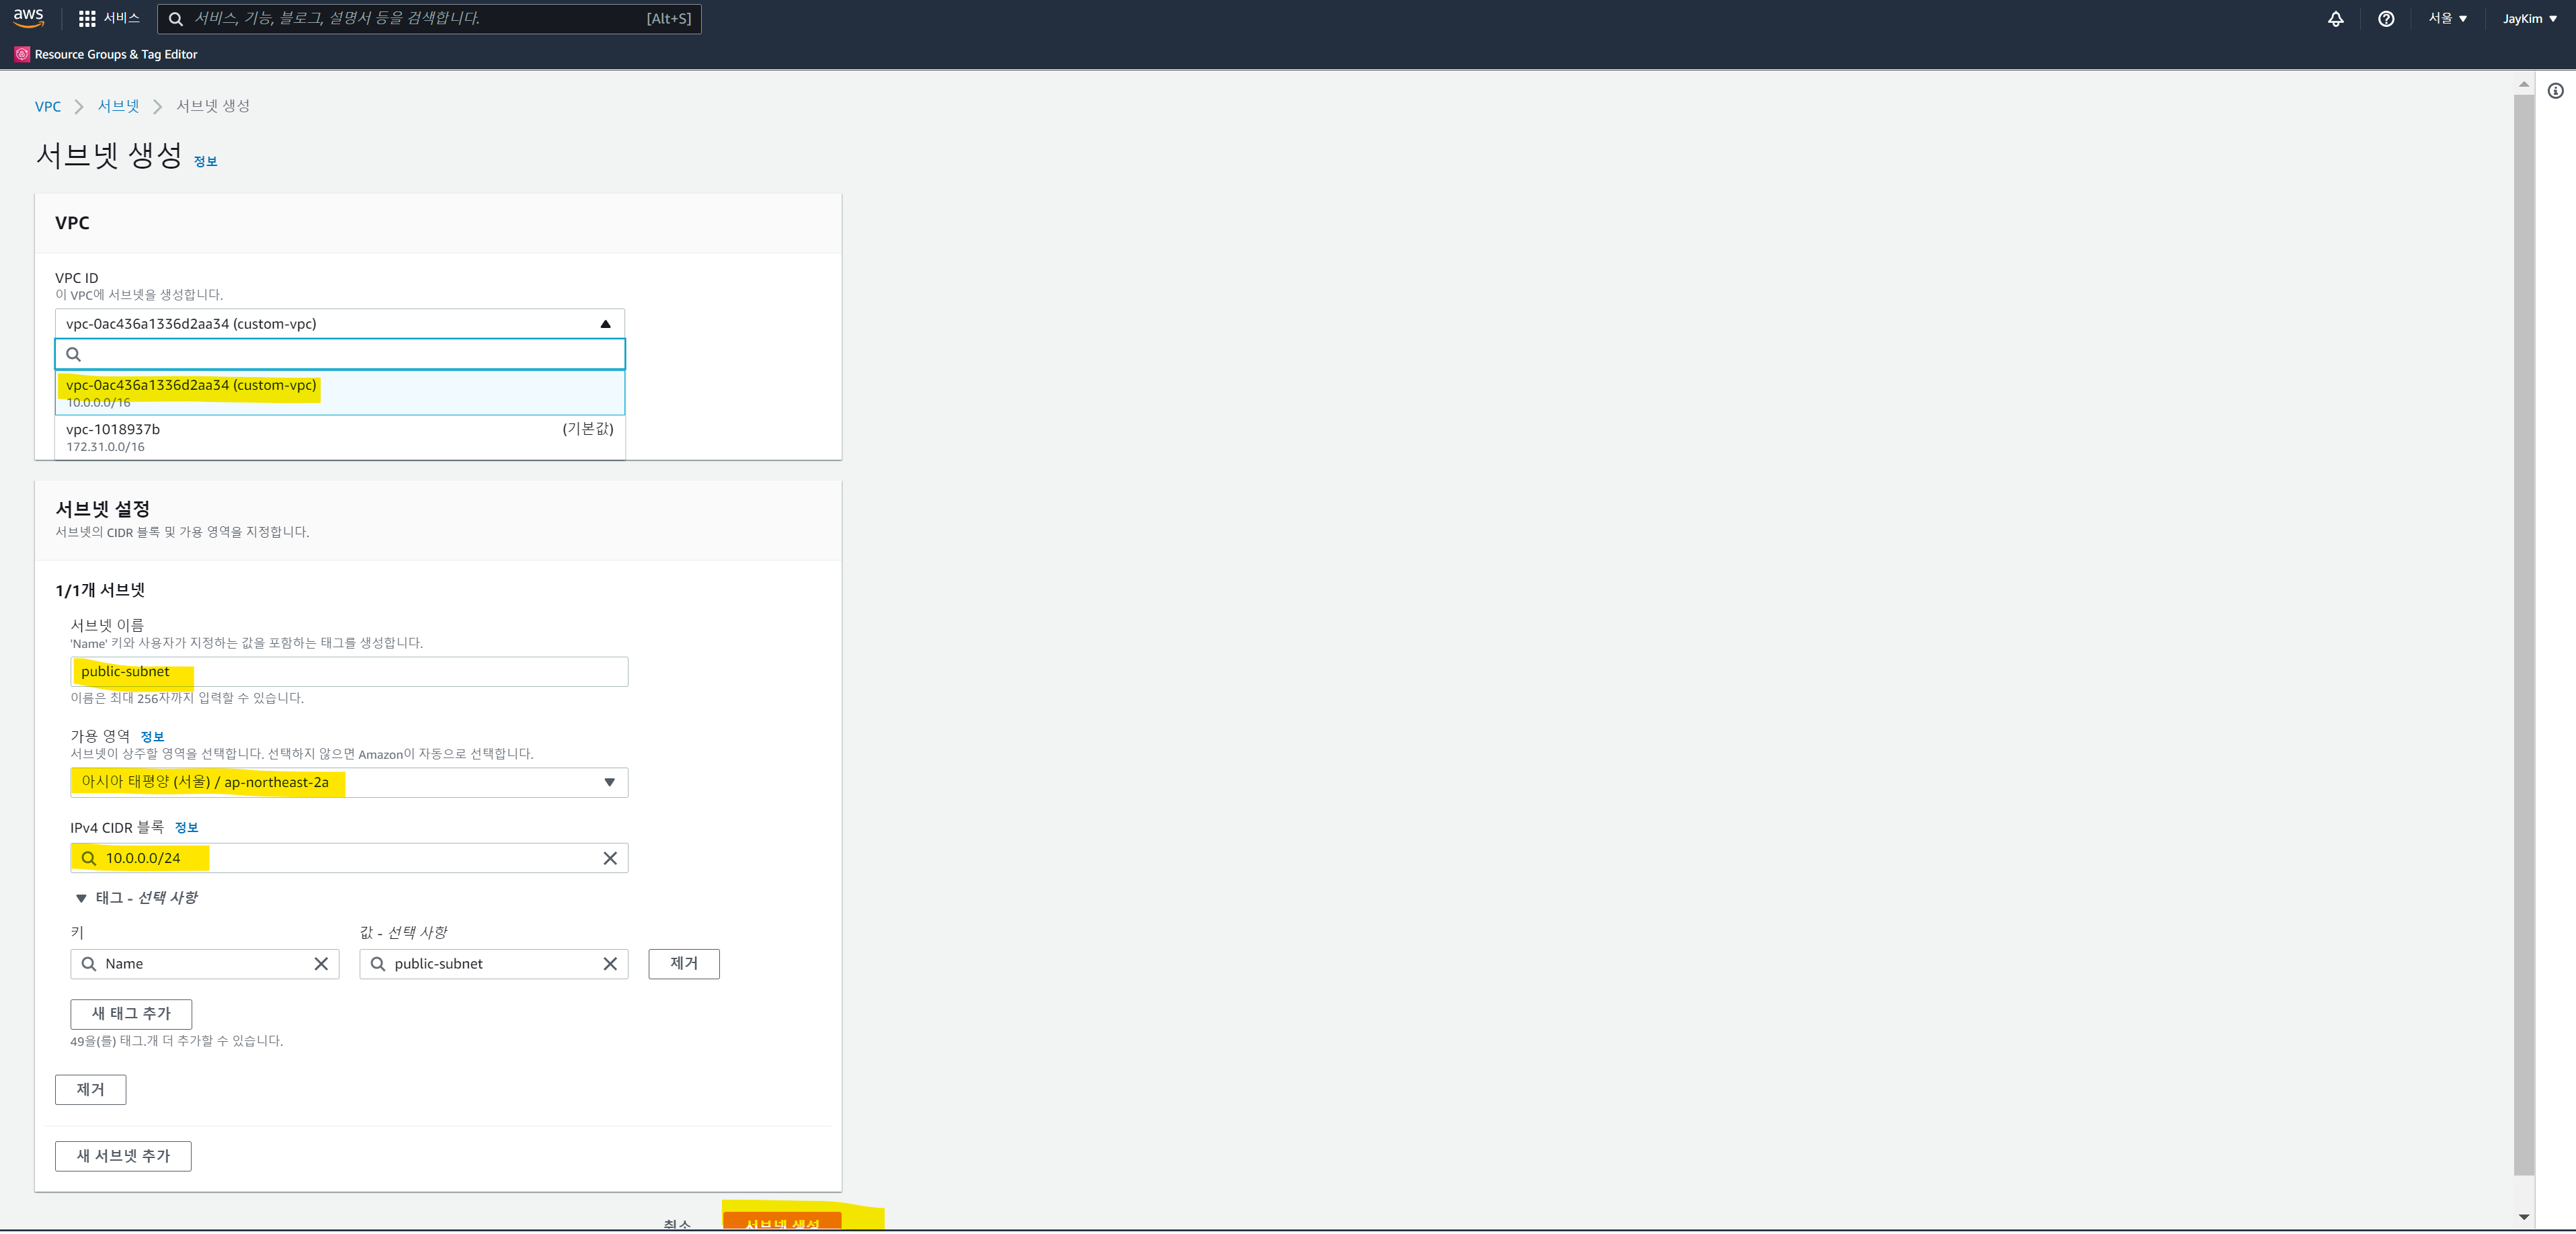 aws
서비스
서비스, 기능, 블로그, 설명서 등을 검색합니다.
[Alt+S]
서울
JayKim
Resource Groups & Tag Editor
VPC
서브넷
서브넷 생성
서브넷 생성 정보
VPC
VPC ID
이 VPC에 서브넷을 생성합니다.
vpc-0ac436a1336d2aa34 (custom-vpc)
vpc-0ac436a1336d2aa34 (custom-vpc)
10.0.0.0/16
vpc-1018937b (기본값)
172.31.0.0/16
서브넷 설정
서브넷의 CIDR 블록 및 가용 영역을 지정합니다.
1/1개 서브넷
서브넷 이름
'Name' 키와 사용자가 지정하는 값을 포함하는 태그를 생성합니다.
public-subnet
이름은 최대 256자까지 입력할 수 있습니다.
가용 영역 정보
서브넷이 상주할 영역을 선택합니다. 선택하지 않으면 Amazon이 자동으로 선택합니다.
아시아 태평양 (서울) / ap-northeast-2a
IPv4 CIDR 블록 정보
10.0.0.0/24
태그 - 선택 사항
키
값 - 선택 사항
Name
public-subnet
제거
새 태그 추가
49을(를) 태그.개 더 추가할 수 있습니다.
제거
새 서브넷 추가
취소
서브넷 생성